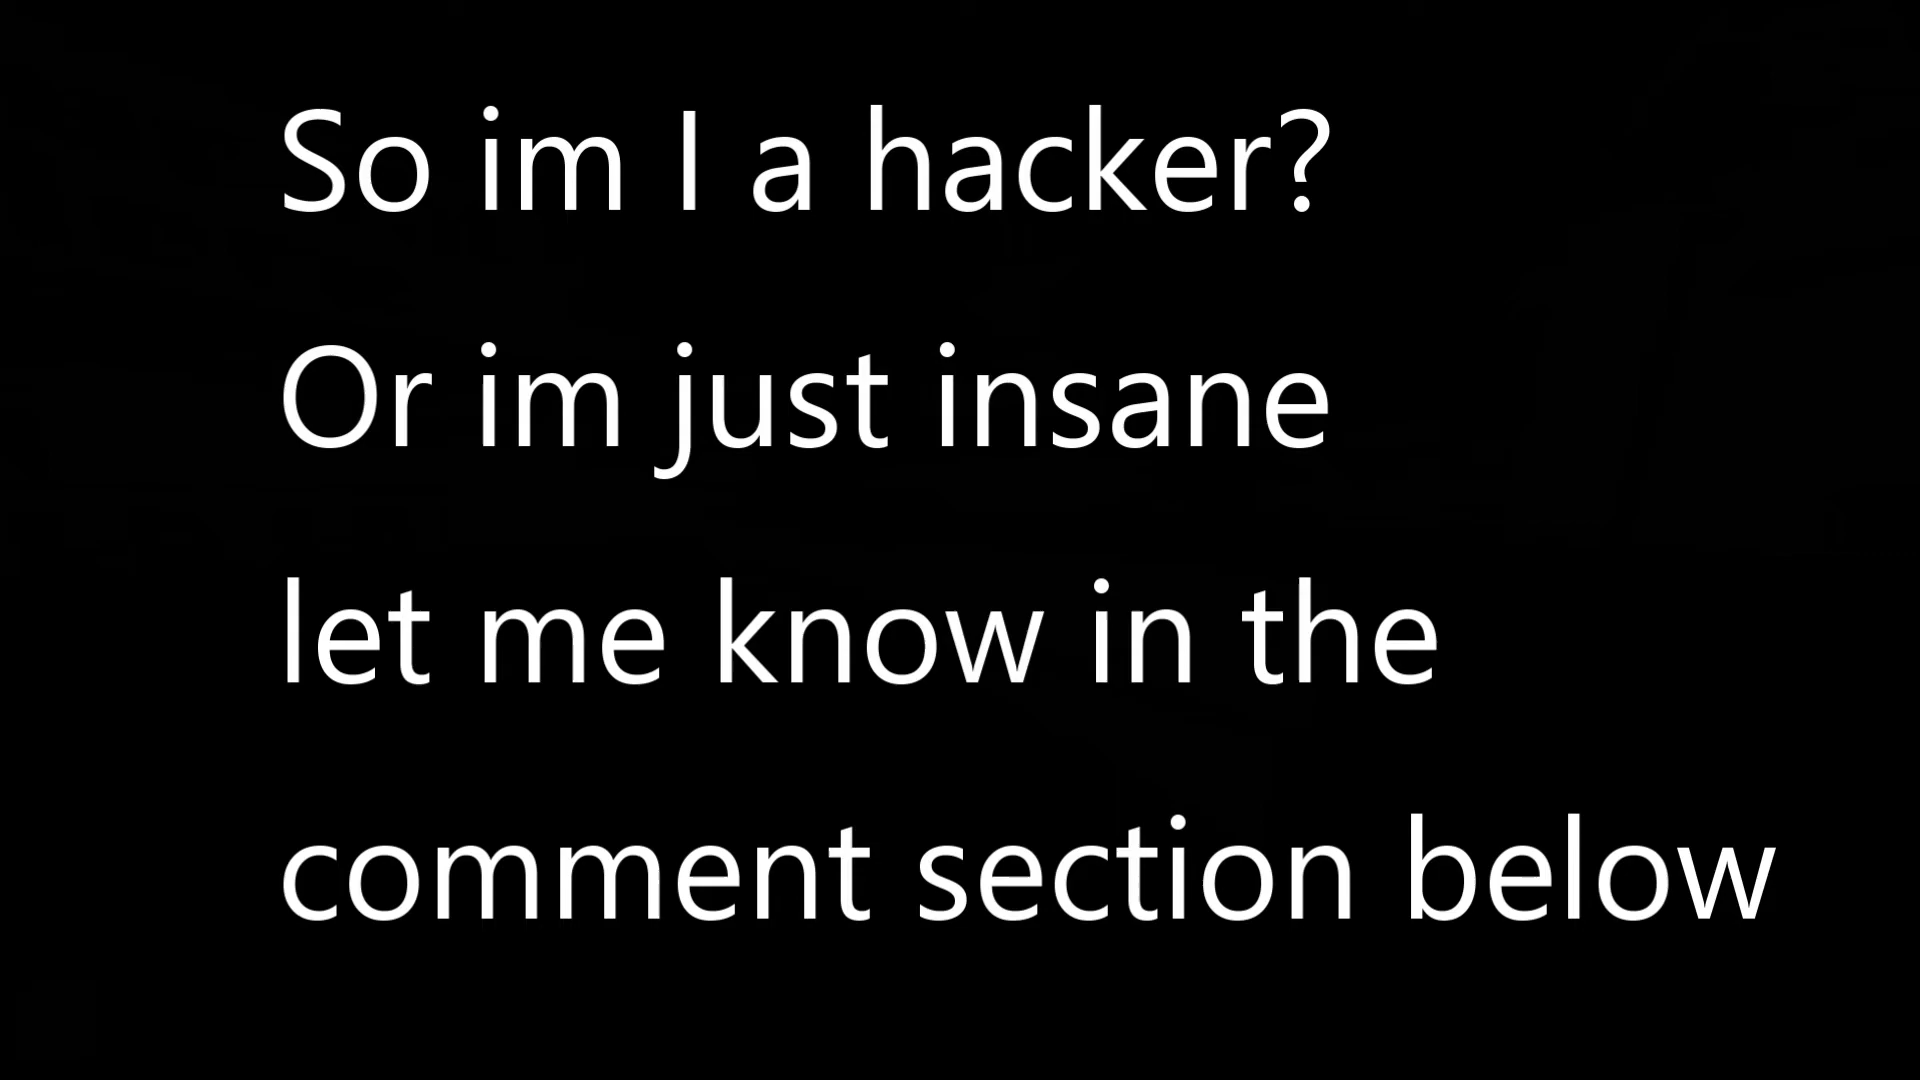 So im I a hacker?
Or im just insane
let me know in the
comment section below